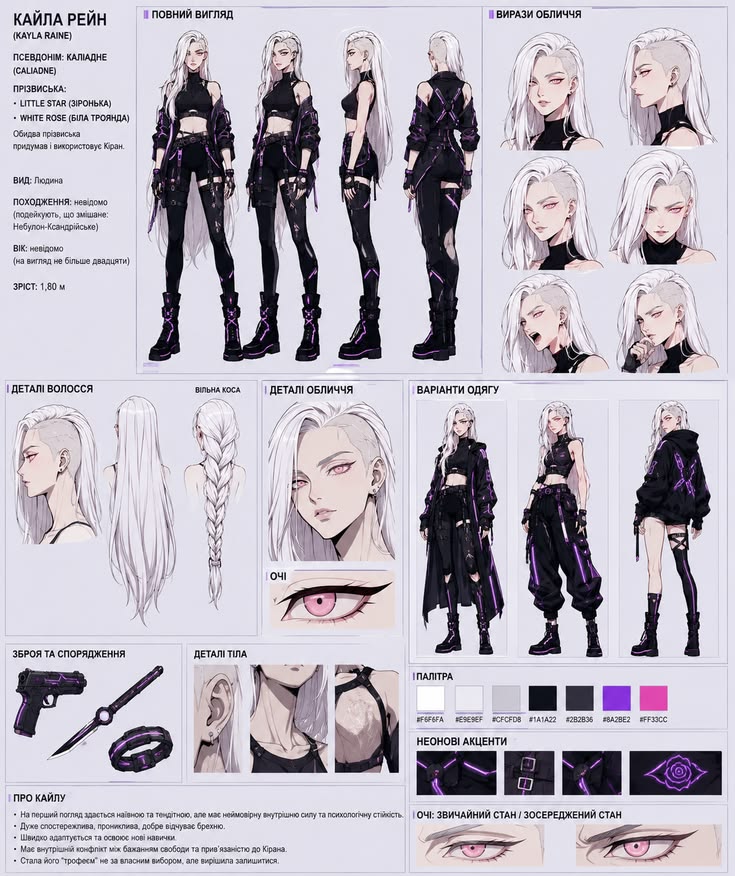 КАЙЛА РЕЙН
(KAYLA RAINE)
ПСЕВДОНІМ: КАЛІАДНЕ
(CALIADNE)
ПРІЗВИСЬКА:
• LITTLE STAR (ЗІРОНЬКА)
• WHITE ROSE (БІЛА ТРОЯНДА)
Обидва прізвиська
придумав і використовує Кіран.
ВИД: Людина
ПОХОДЖЕННЯ: невідомо
(подейкують, що змішане:
Небулон-Ксандрійське)
ВІК: невідомо
(на вигляд не більше двадцяти)
ЗРІСТ: 1,80 м
ПОВНИЙ ВИГЛЯД
ВИРАЗИ ОБЛИЧЧЯ
ДЕТАЛІ ВОЛОССЯ
ВІЛЬНА КОСА
ДЕТАЛІ ОБЛИЧЧЯ
ОЧІ
ВАРІАНТИ ОДЯГУ
ЗБРОЯ ТА СПОРЯДЖЕННЯ
ДЕТАЛІ ТІЛА
ПАЛІТРА
#F6F6FA #E9E9EF #CFCFD8 #1A1A22 #2B2B36 #8A2BE2 #FF33CC
НЕОНОВІ АКЦЕНТИ
ПРО КАЙЛУ
• На перший погляд здається наївною та тендітною, але має неймовірну внутрішню силу та психологічну стійкість.
• Дуже спостережлива, прониклива, добре відчуває брехню.
• Швидко адаптується та освоює нові навички.
• Має внутрішній конфлікт між бажанням свободи та прив'язаністю до Кірана.
• Стала його "трофеєм" не за власним вибором, але вирішила залишитися.
ОЧІ: ЗВИЧАЙНИЙ СТАН / ЗОСЕРЕДЖЕНИЙ СТАН